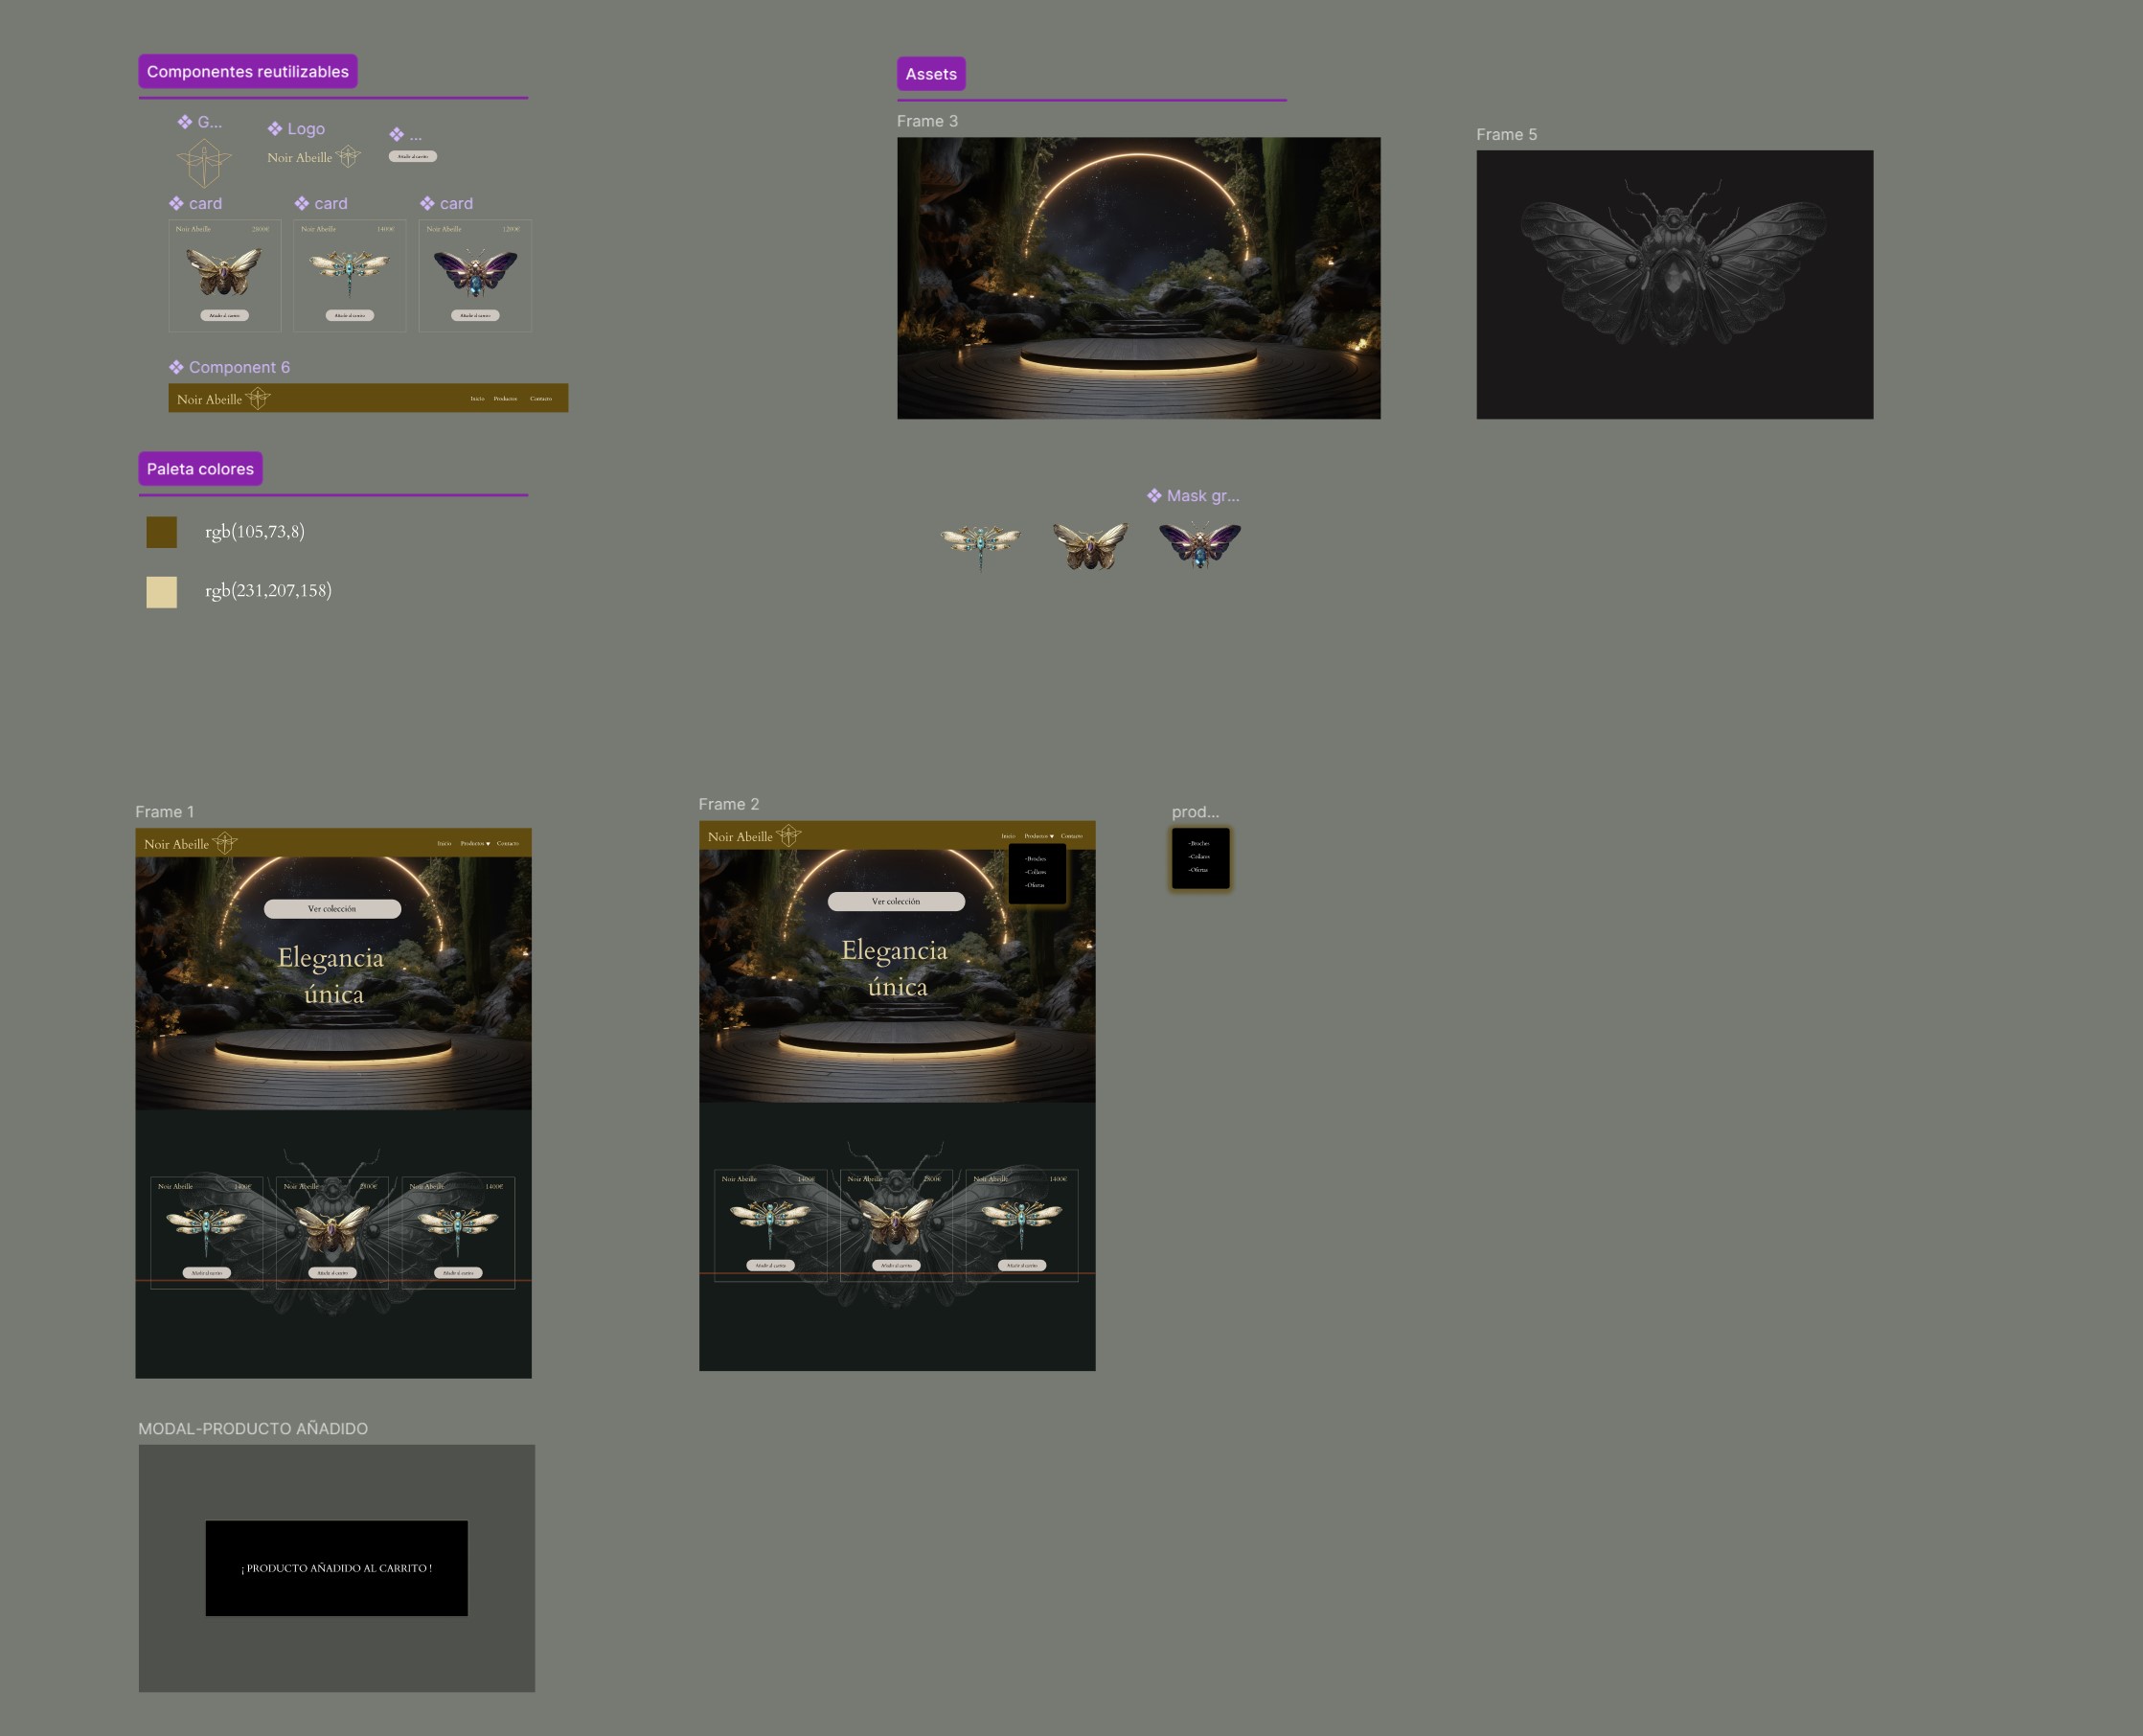 Componentes reutilizables
G...
Logo
...
Noir Abeille
Añadir al carrito
card
card
card
Noir Abeille 2800€
Noir Abeille 1400€
Noir Abeille 1200€
Añadir al carrito
Añadir al carrito
Añadir al carrito
Component 6
Noir Abeille
Inicio Productos Contacto
Paleta colores
rgb(105,73,8)
rgb(231,207,158)
Assets
Frame 3
Frame 5
Mask gr...
Frame 1
Noir Abeille
Inicio Productos Contacto
Ver colección
Elegancia
única
Noir Abeille 1400€
Noir Abeille 2800€
Noir Abeille 1400€
Añadir al carrito
Añadir al carrito
Añadir al carrito
Frame 2
Noir Abeille
Inicio Productos Contacto
-Broches
-Collares
-Ofertas
Ver colección
Elegancia
única
Noir Abeille 1400€
Noir Abeille 2800€
Noir Abeille 1400€
Añadir al carrito
Añadir al carrito
Añadir al carrito
prod...
-Broches
-Collares
-Ofertas
MODAL-PRODUCTO AÑADIDO
¡ PRODUCTO AÑADIDO AL CARRITO !